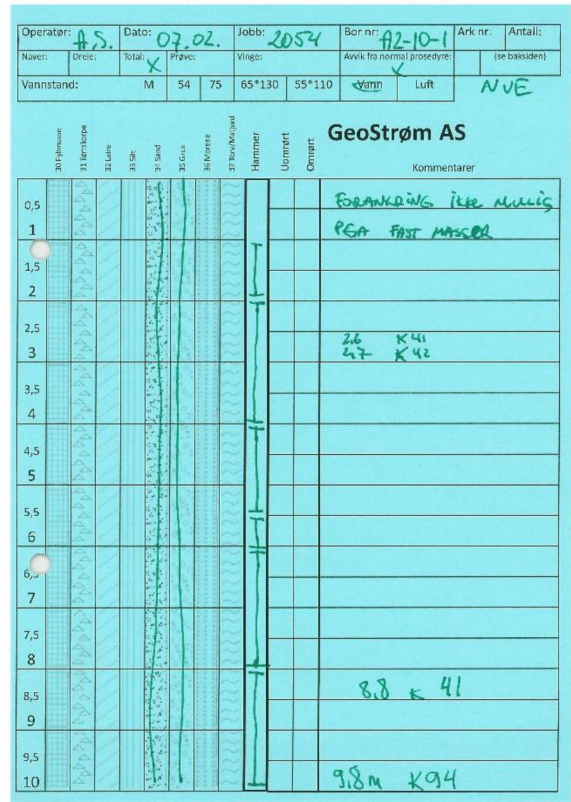 Operatør: A.S. Dato: 07.02. Jobb: 2054 Bor nr: A2-10-1 Ark nr: Antall:
Naver: Dreie: Total: X Prøve: Vinge: Avvik fra normal prosedyre: X (se baksiden)
Vannstand: M 54 75 65*130 55*110 Vann Luft NVE
GeoStrøm AS
30 Fyllmasse 31 Tørrskorpe 32 Leire 33 Silt 34 Sand 35 Grus 36 Morene 37 Torv/Matjord Hammer Uomrørt Omrørt Kommentarer
0,5 FORANKRING ikke MULIG
1 PGA FAST MASSER
1,5
2
2,5
2,6 K41
3 2,7 K42
3,5
4
4,5
5
5,5
6
6,5
7
7,5
8
8,5 8,8 K 41
9
9,5
10 9,8m K94